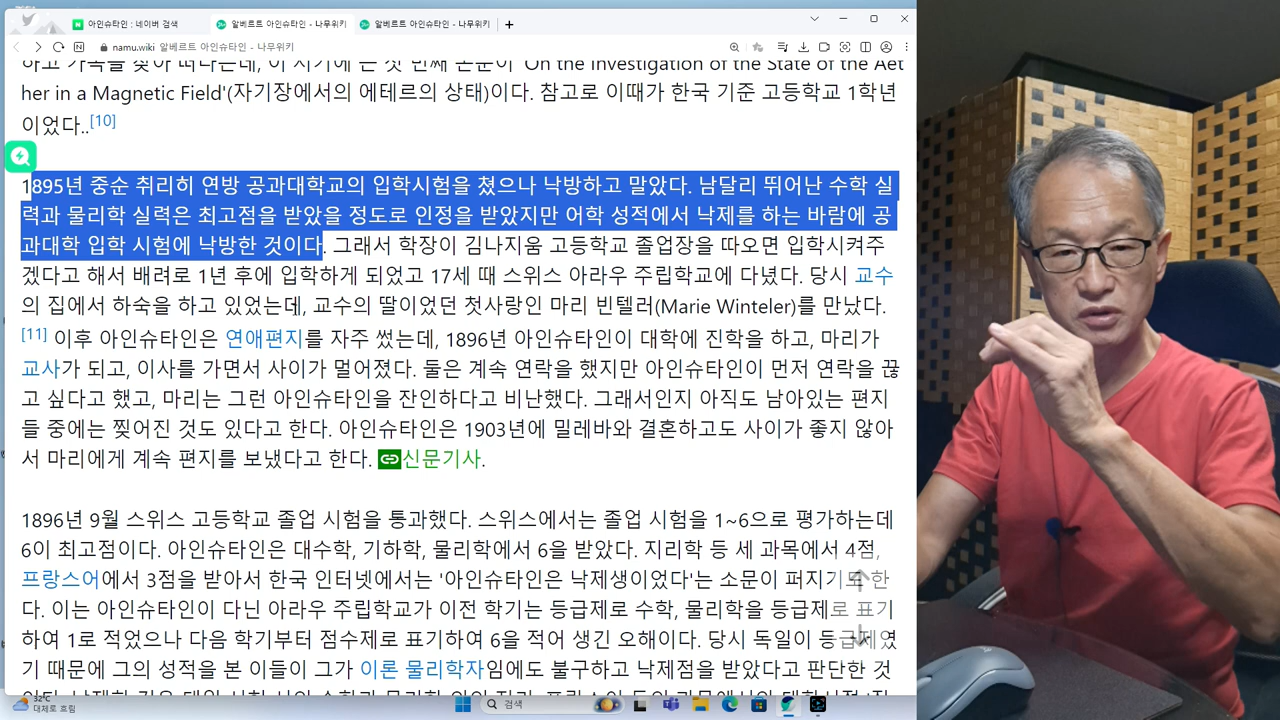 아인슈타인 : 네이버 검색
알베르트 아인슈타인 - 나무위키
알베르트 아인슈타인 - 나무위키
namu.wiki 알베르트 아인슈타인 - 나무위키
하고 가족을 찾아 떠나는데, 이 시기에 쓴 첫 번째 논문이 'On the Investigation of the State of the Aet
her in a Magnetic Field'(자기장에서의 에테르의 상태)이다. 참고로 이때가 한국 기준 고등학교 1학년
이었다..[10]
1895년 중순 취리히 연방 공과대학교의 입학시험을 쳤으나 낙방하고 말았다. 남달리 뛰어난 수학 실
력과 물리학 실력은 최고점을 받았을 정도로 인정을 받았지만 어학 성적에서 낙제를 하는 바람에 공
과대학 입학 시험에 낙방한 것이다. 그래서 학장이 김나지움 고등학교 졸업장을 따오면 입학시켜주
겠다고 해서 배려로 1년 후에 입학하게 되었고 17세 때 스위스 아라우 주립학교에 다녔다. 당시 교수
의 집에서 하숙을 하고 있었는데, 교수의 딸이었던 첫사랑인 마리 빈텔러(Marie Winteler)를 만났다.
[11] 이후 아인슈타인은 연애편지를 자주 썼는데, 1896년 아인슈타인이 대학에 진학을 하고, 마리가
교사가 되고, 이사를 가면서 사이가 멀어졌다. 둘은 계속 연락을 했지만 아인슈타인이 먼저 연락을 끊
고 싶다고 했고, 마리는 그런 아인슈타인을 잔인하다고 비난했다. 그래서인지 아직도 남아있는 편지
들 중에는 찢어진 것도 있다고 한다. 아인슈타인은 1903년에 밀레바와 결혼하고도 사이가 좋지 않아
서 마리에게 계속 편지를 보냈다고 한다. 신문기사.
1896년 9월 스위스 고등학교 졸업 시험을 통과했다. 스위스에서는 졸업 시험을 1~6으로 평가하는데
6이 최고점이다. 아인슈타인은 대수학, 기하학, 물리학에서 6을 받았다. 지리학 등 세 과목에서 4점,
프랑스어에서 3점을 받아서 한국 인터넷에서는 '아인슈타인은 낙제생이었다'는 소문이 퍼지기도 한
다. 이는 아인슈타인이 다닌 아라우 주립학교가 이전 학기는 등급제로 수학, 물리학을 등급제로 표기
하여 1로 적었으나 다음 학기부터 점수제로 표기하여 6을 적어 생긴 오해이다. 당시 독일이 등급제였
기 때문에 그의 성적을 본 이들이 그가 이론 물리학자임에도 불구하고 낙제점을 받았다고 판단한 것
32℃
대체로 흐림
검색